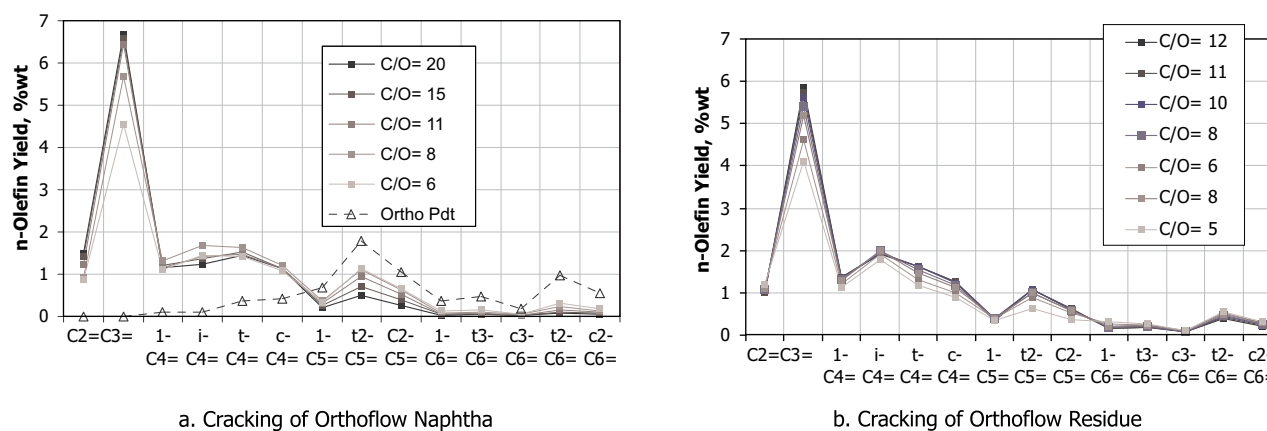 7
6
5
4
3
2
1
0
n-Olefin Yield, %wt
C/O= 20
C/O= 15
C/O= 11
C/O= 8
C/O= 6
Ortho Pdt
C2= C3= 1- i- t- c- 1- t2- C2- 1- t3- c3- t2- c2-
C4= C4= C4= C4= C5= C5= C5= C6= C6= C6= C6= C6=
a. Cracking of Orthoflow Naphtha
7
6
5
4
3
2
1
0
n-Olefin Yield, %wt
C/O= 12
C/O= 11
C/O= 10
C/O= 8
C/O= 6
C/O= 8
C/O= 5
C2= C3= 1- i- t- c- 1- t2- C2- 1- t3- c3- t2- c2-
C4= C4= C4= C4= C5= C5= C5= C6= C6= C6= C6= C6=
b. Cracking of Orthoflow Residue